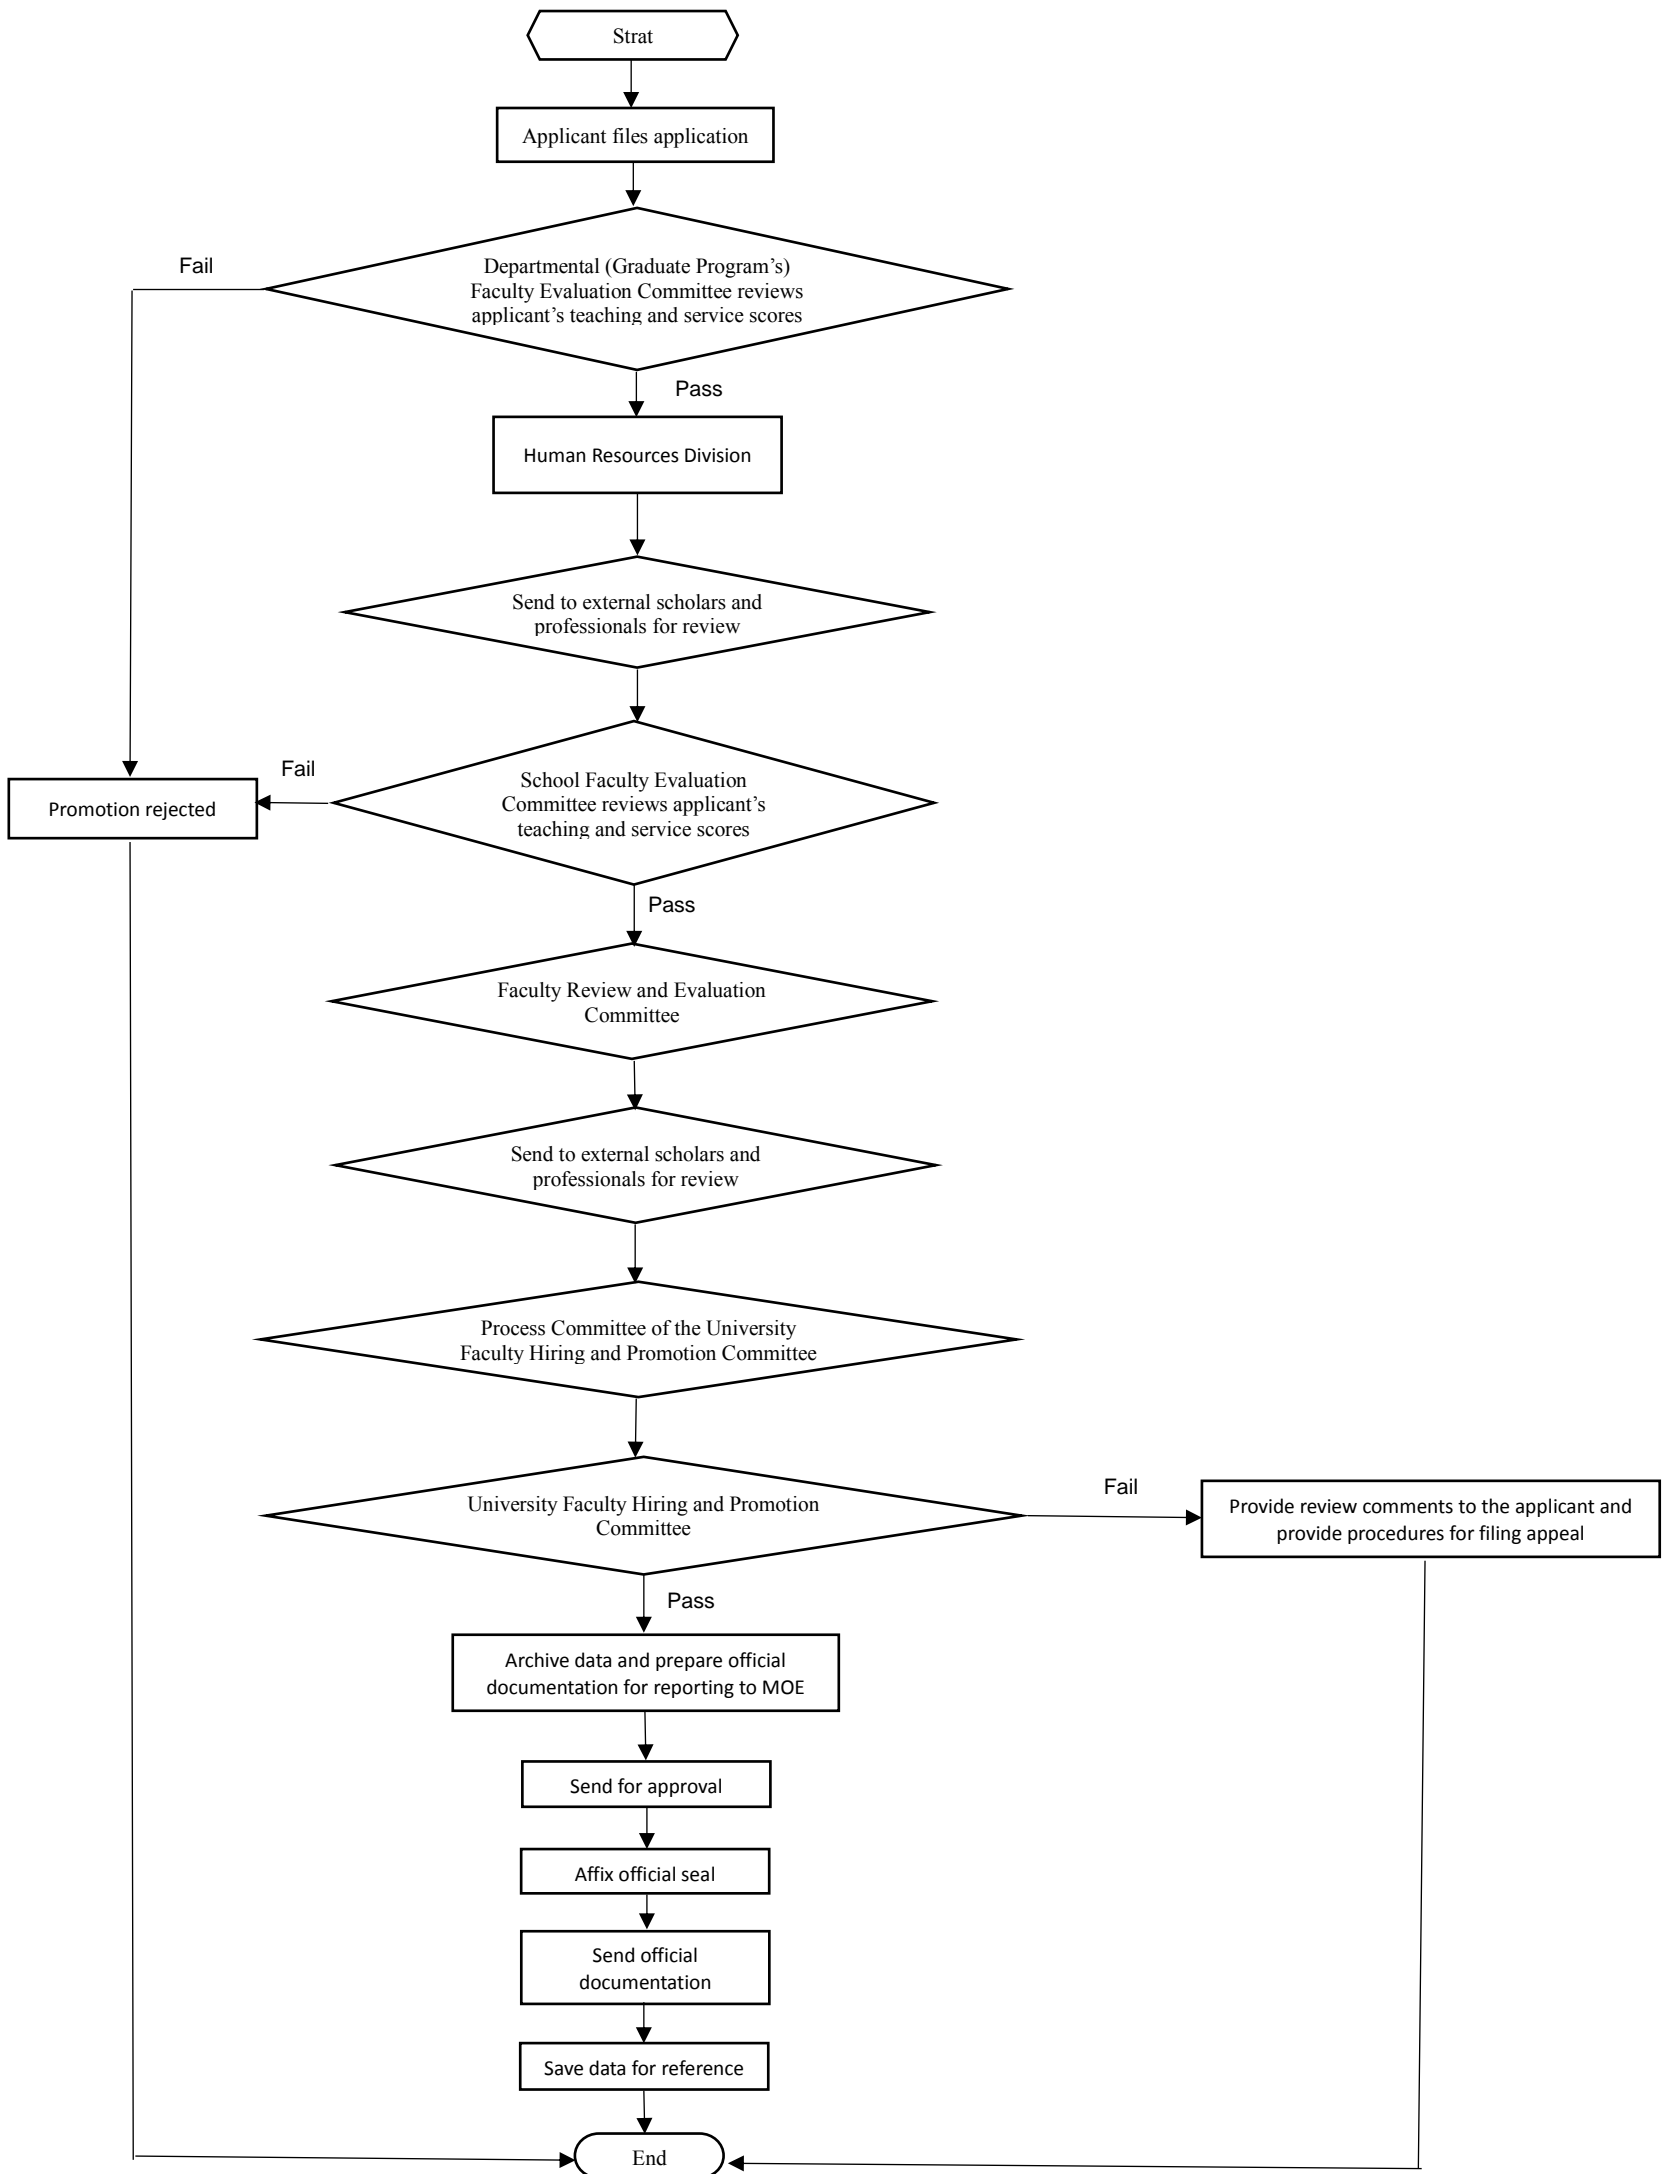 Strat
Applicant files application
Fail
Departmental (Graduate Program’s)
Faculty Evaluation Committee reviews
applicant’s teaching and service scores
Pass
Human Resources Division
Send to external scholars and
professionals for review
Fail
School Faculty Evaluation
Committee reviews applicant’s
teaching and service scores
Promotion rejected
Pass
Faculty Review and Evaluation
Committee
Send to external scholars and
professionals for review
Process Committee of the University
Faculty Hiring and Promotion Committee
University Faculty Hiring and Promotion
Committee
Fail
Provide review comments to the applicant and
provide procedures for filing appeal
Pass
Archive data and prepare official
documentation for reporting to MOE
Send for approval
Affix official seal
Send official
documentation
Save data for reference
End